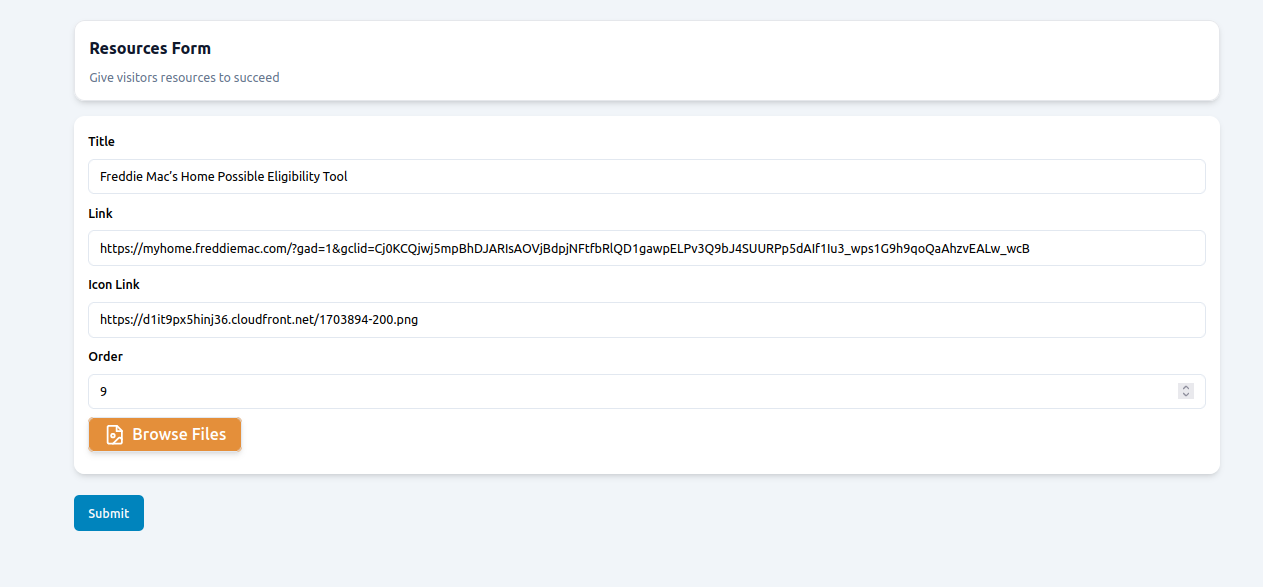 Resources Form
Give visitors resources to succeed
Title
Freddie Mac’s Home Possible Eligibility Tool
Link
https://myhome.freddiemac.com/?gad=1&gclid=Cj0KCQjwj5mpBhDJARIsAOVjBdpjNFtfbRlQD1gawpELPv3Q9bJ4SUURPp5dAIf1Iu3_wps1G9h9qoQaAhzvEALw_wcB
Icon Link
https://d1it9px5hinj36.cloudfront.net/1703894-200.png
Order
9
Browse Files
Submit